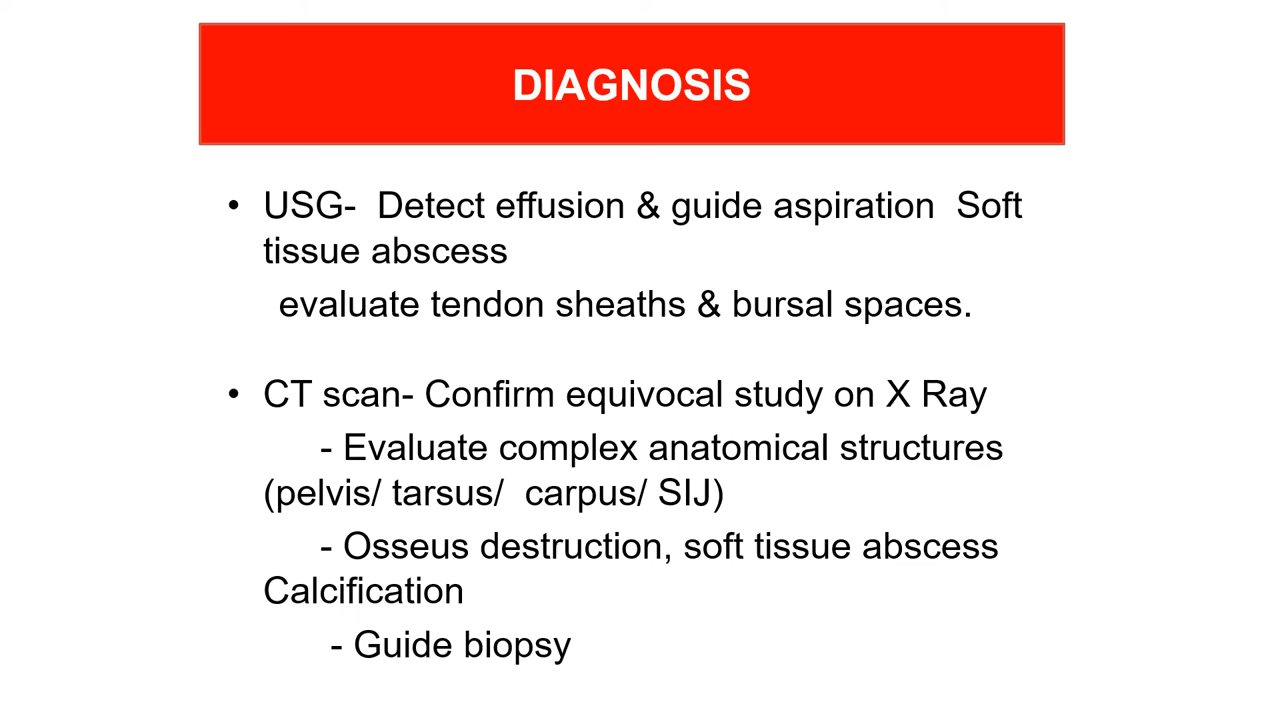 DIAGNOSIS
• USG-  Detect effusion & guide aspiration  Soft
tissue abscess
evaluate tendon sheaths & bursal spaces.
• CT scan- Confirm equivocal study on X Ray
- Evaluate complex anatomical structures
(pelvis/ tarsus/  carpus/ SIJ)
- Osseus destruction, soft tissue abscess
Calcification
- Guide biopsy